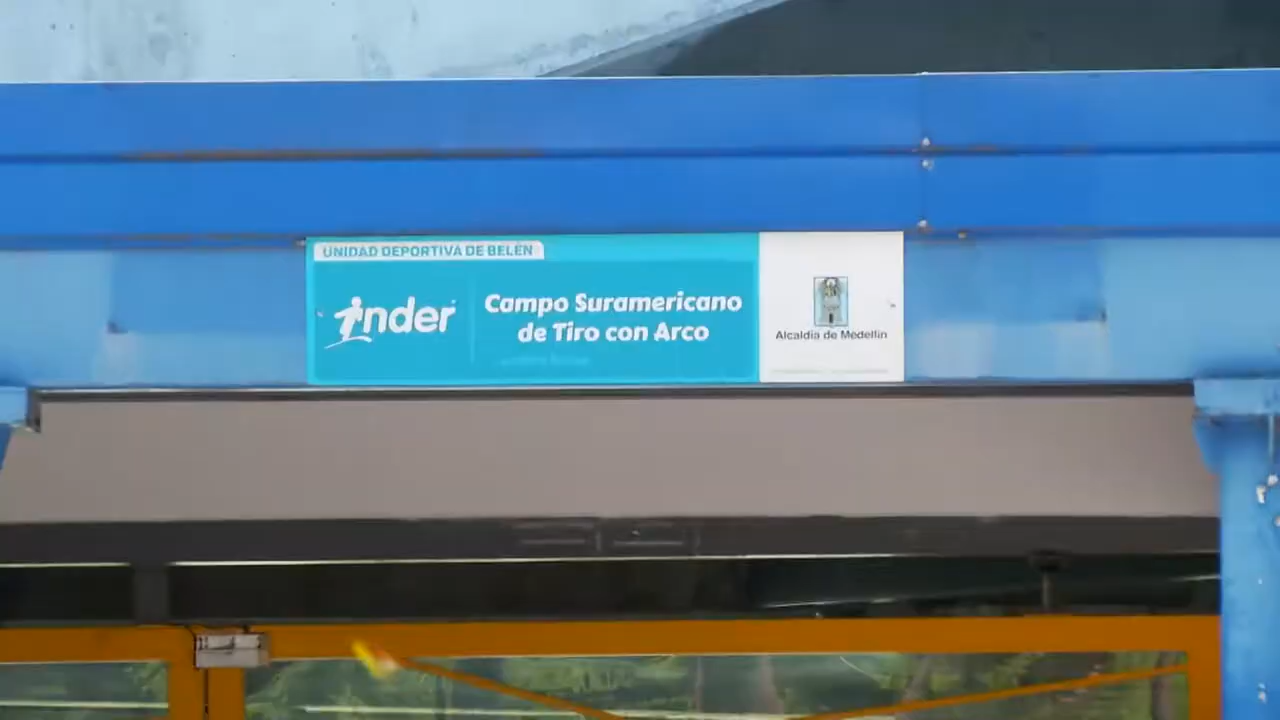 UNIDAD DEPORTIVA DE BELÉN
inder
Campo Suramericano
de Tiro con Arco
Alcaldía de Medellín